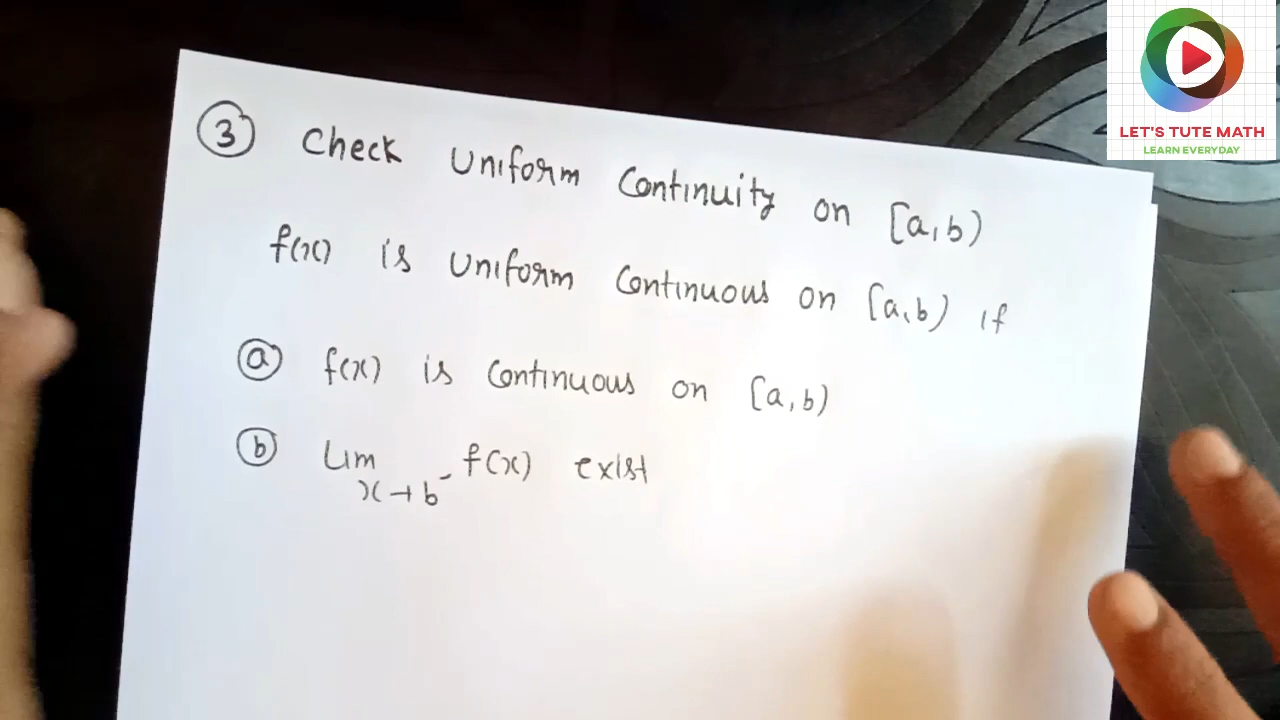 3 Check Uniform Continuity on [a,b)
f(x) is Uniform Continuous on [a,b) if
a f(x) is Continuous on [a,b)
b Lim f(x) exist
x→b⁻
LET'S TUTE MATH
LEARN EVERYDAY